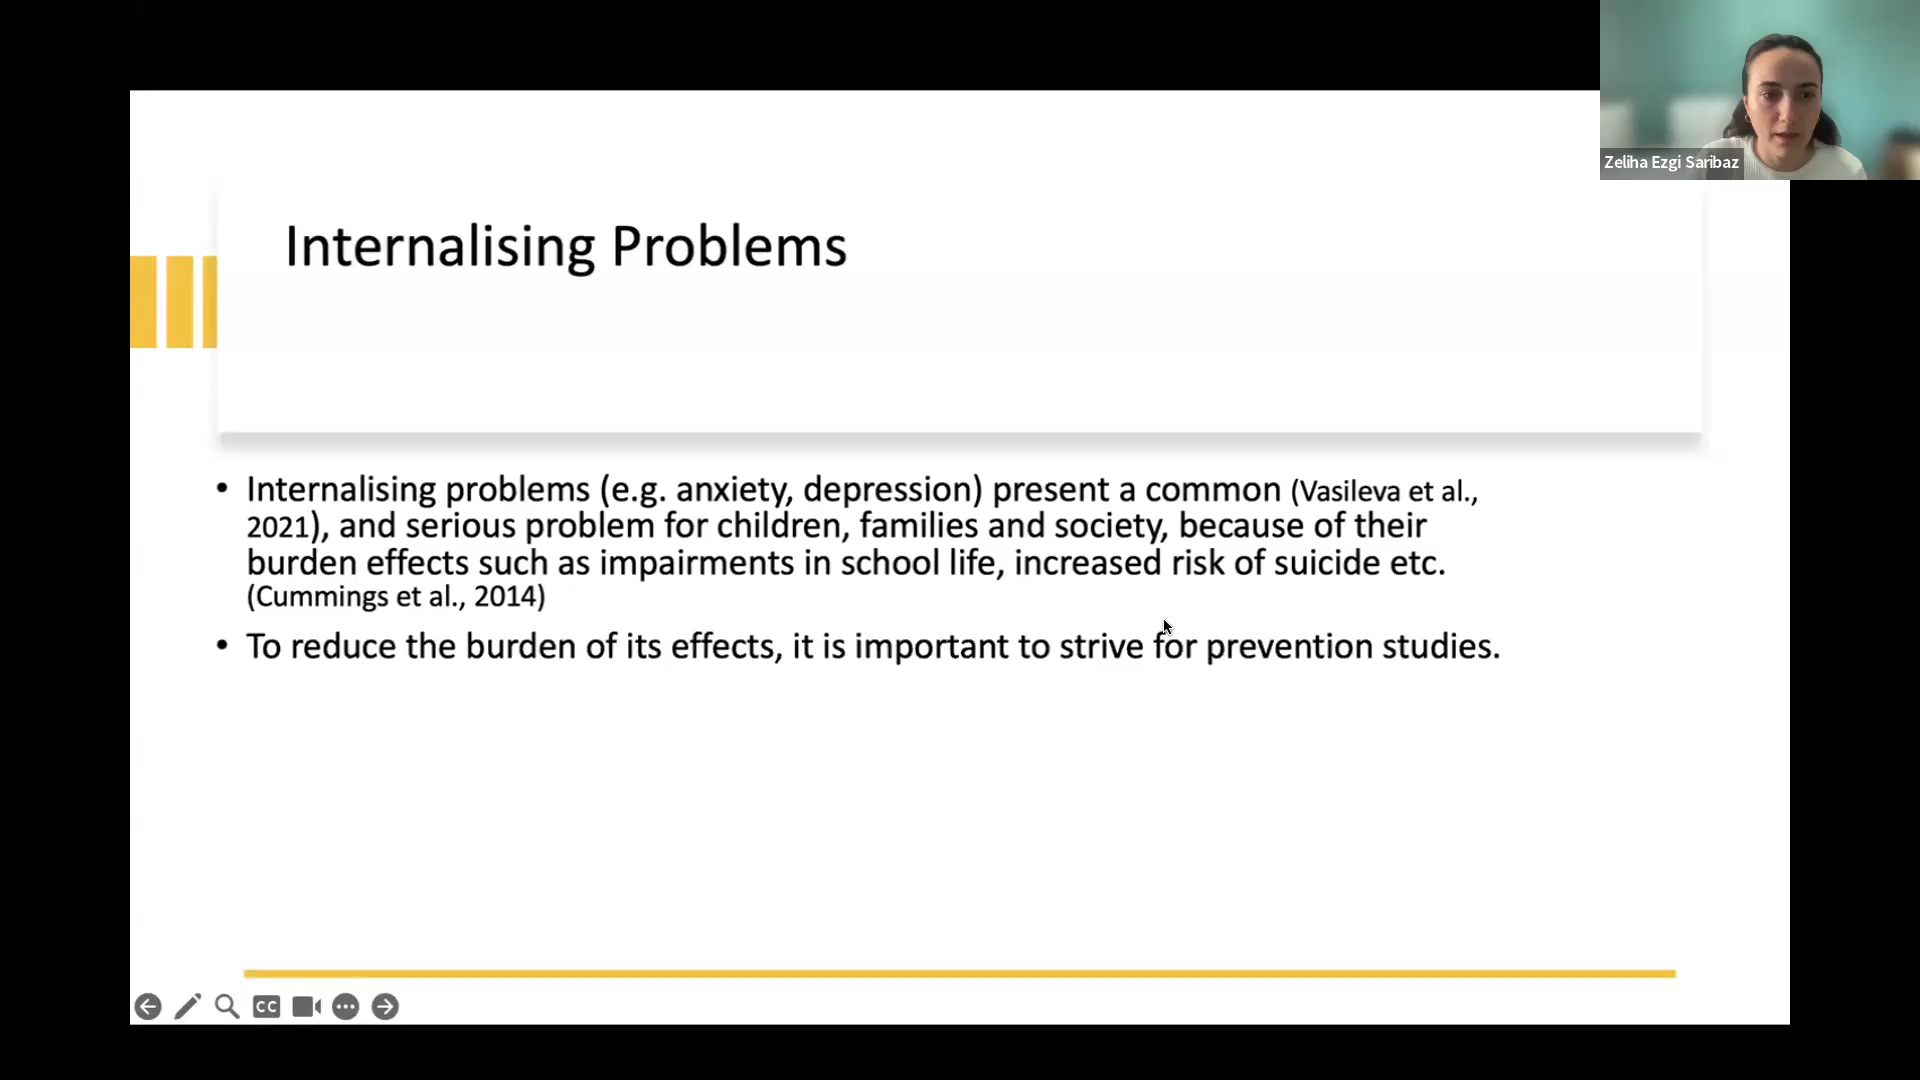 Zeliha Ezgi Saribaz
Internalising Problems
• Internalising problems (e.g. anxiety, depression) present a common (Vasileva et al.,
2021), and serious problem for children, families and society, because of their
burden effects such as impairments in school life, increased risk of suicide etc.
(Cummings et al., 2014)
• To reduce the burden of its effects, it is important to strive for prevention studies.
CC